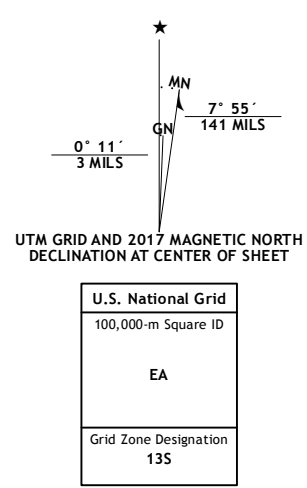 ★
MN
GN
7° 55´
141 MILS
0° 11´
3 MILS
UTM GRID AND 2017 MAGNETIC NORTH
DECLINATION AT CENTER OF SHEET
U.S. National Grid
100,000-m Square ID
EA
Grid Zone Designation
13S